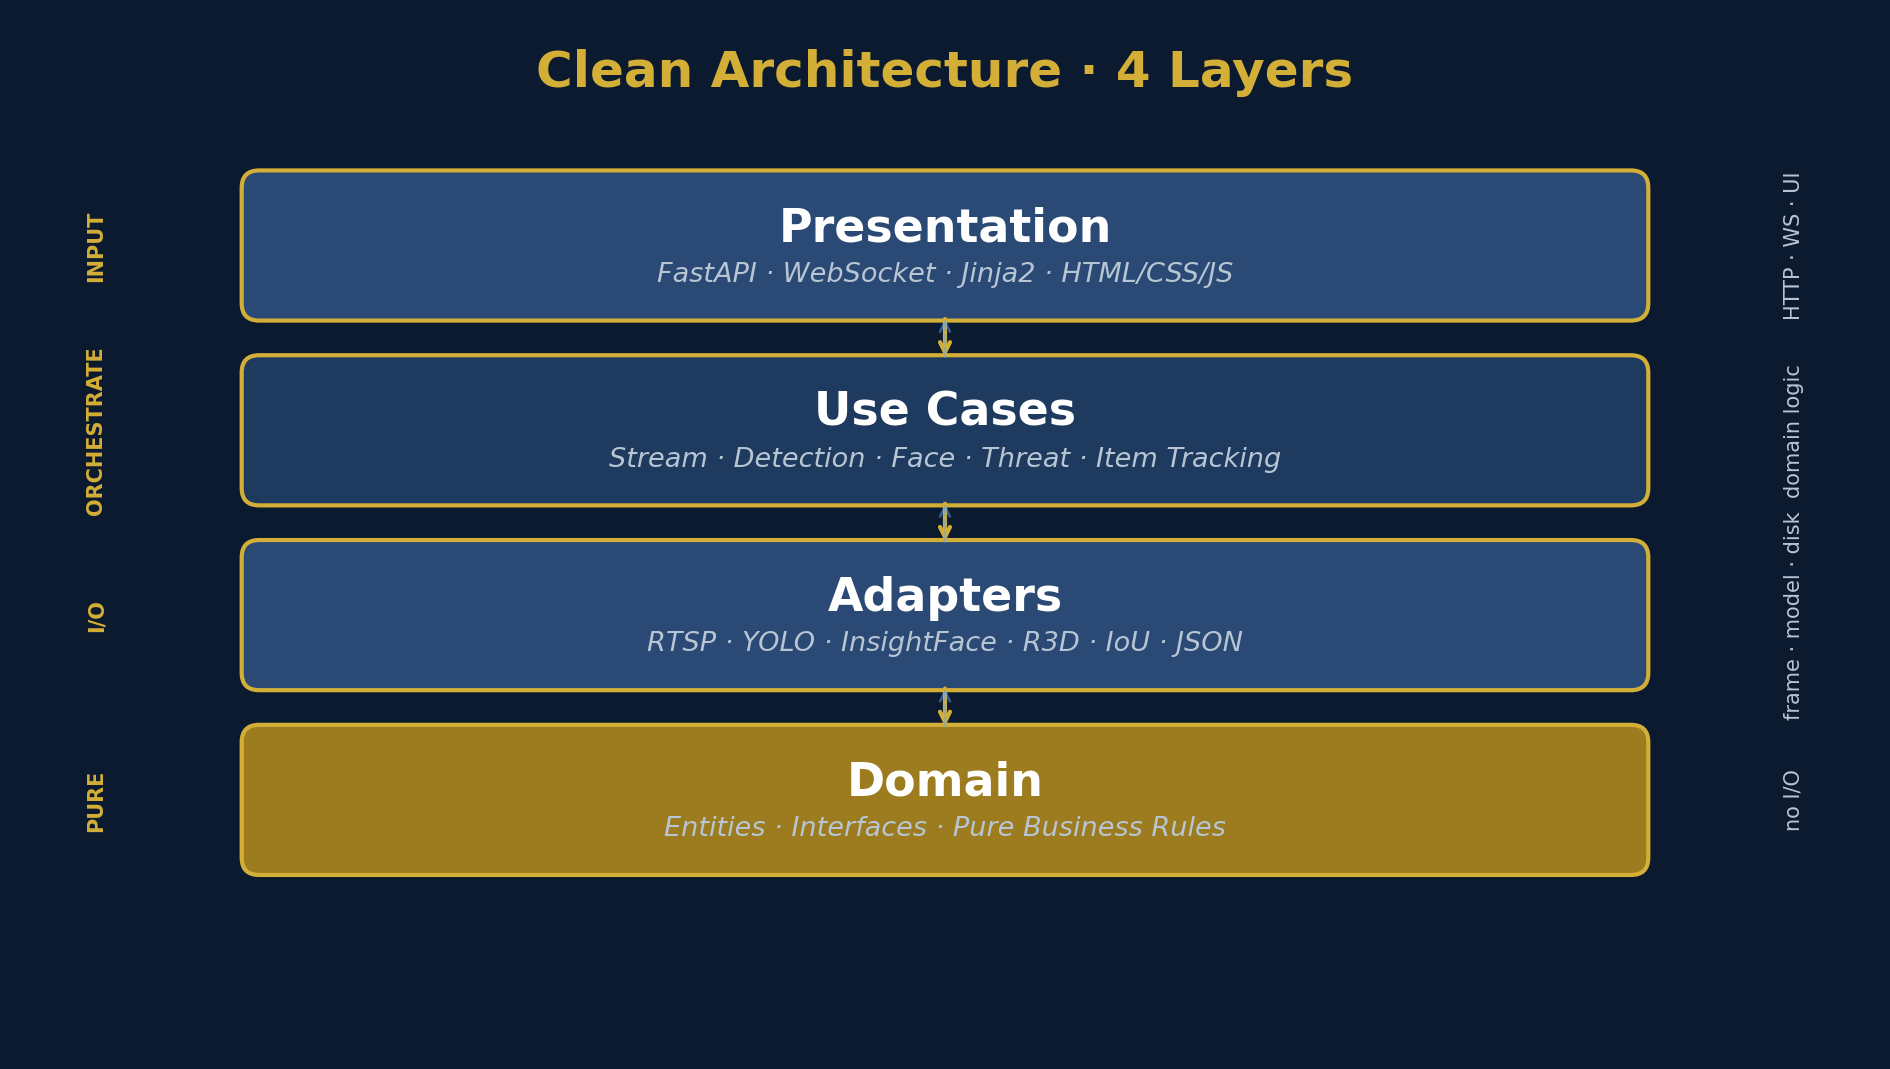 Clean Architecture · 4 Layers
INPUT
Presentation
FastAPI · WebSocket · Jinja2 · HTML/CSS/JS
HTTP · WS · UI
ORCHESTRATE
Use Cases
Stream · Detection · Face · Threat · Item Tracking
domain logic
I/O
Adapters
RTSP · YOLO · InsightFace · R3D · IoU · JSON
frame · model · disk
PURE
Domain
Entities · Interfaces · Pure Business Rules
no I/O